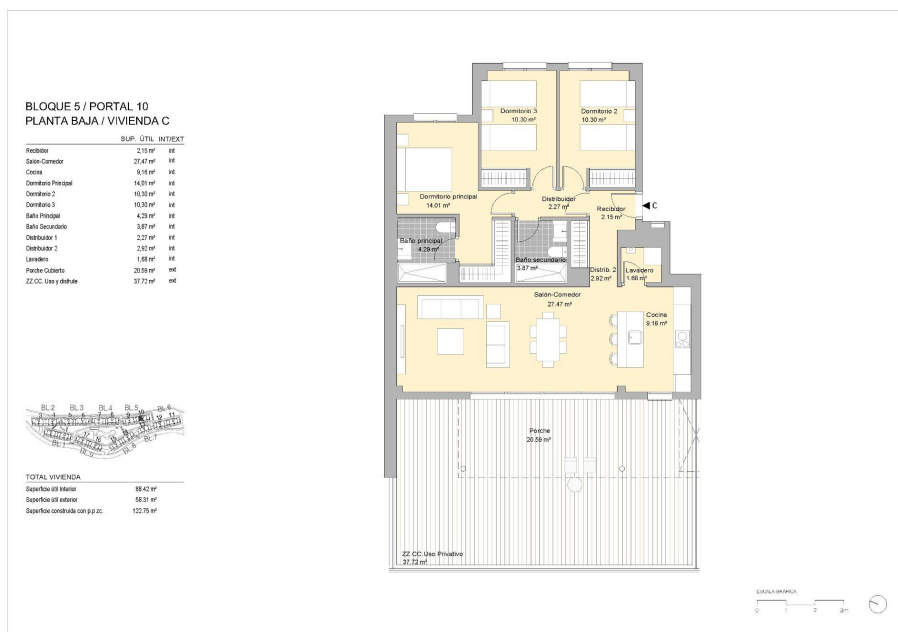 BLOQUE 5 / PORTAL 10
PLANTA BAJA / VIVIENDA C
SUP. ÚTIL INT/EXT
Recibidor 2,15 m² int
Salón-Comedor 27,47 m² int
Cocina 9,16 m² int
Dormitorio Principal 14,01 m² int
Dormitorio 2 10,30 m² int
Dormitorio 3 10,30 m² int
Baño Principal 4,29 m² int
Baño Secundario 3,87 m² int
Distribuidor 1 2,27 m² int
Distribuidor 2 2,92 m² int
Lavadero 1,68 m² int
Porche Cubierto 20.59 m² ext
ZZ.CC. Uso y disfrute 37.72 m² ext
BL.2 BL.3 BL.4 BL.5 BL.6
TOTAL VIVIENDA
Superficie útil interior 88.42 m²
Superficie útil exterior 58.31 m²
Superficie construida con p.p.zc. 122.75 m²
Dormitorio 3
10.30 m²
Dormitorio 2
10.30 m²
Dormitorio principal
14.01 m²
Distribuidor
2.27 m²
Recibidor
2.15 m²
C
Baño principal
4.29 m²
Baño secundario
3.87 m²
Distrib. 2
2.92 m²
Lavadero
1.68 m²
Salón-Comedor
27.47 m²
Cocina
9.16 m²
Porche
20.59 m²
ZZ.CC.Uso Privativo
37.72 m²
ESCALA GRÁFICA
0 1 2 3m